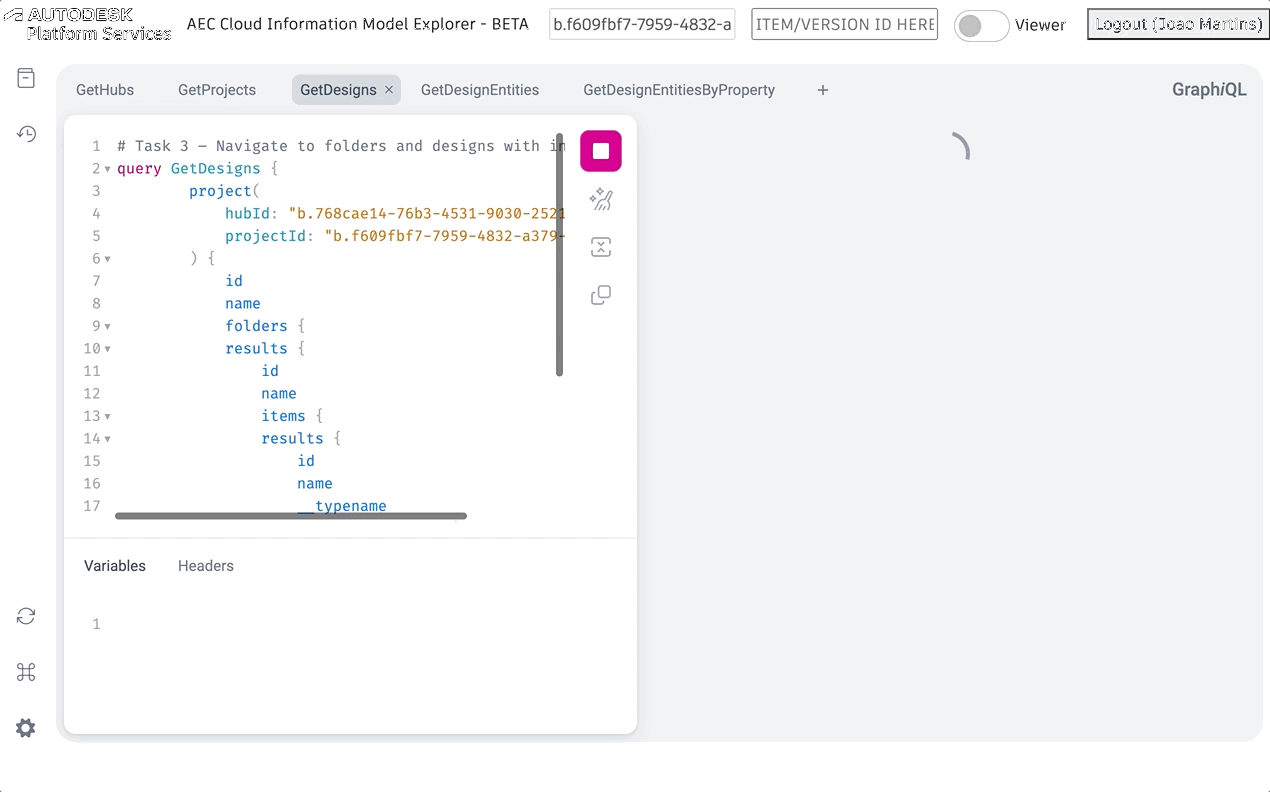 AUTODESK
Platform Services
AEC Cloud Information Model Explorer - BETA
b.f609fbf7-7959-4832-a
ITEM/VERSION ID HERE
Viewer
Logout (Joao Martins)
GetHubs
GetProjects
GetDesigns ×
GetDesignEntities
GetDesignEntitiesByProperty
+
GraphiQL
1 # Task 3 – Navigate to folders and designs with in
2 query GetDesigns {
3 project(
4 hubId: "b.768cae14-76b3-4531-9030-2521
5 projectId: "b.f609fbf7-7959-4832-a379-
6 ) {
7 id
8 name
9 folders {
10 results {
11 id
12 name
13 items {
14 results {
15 id
16 name
17 __typename
Variables
Headers
1